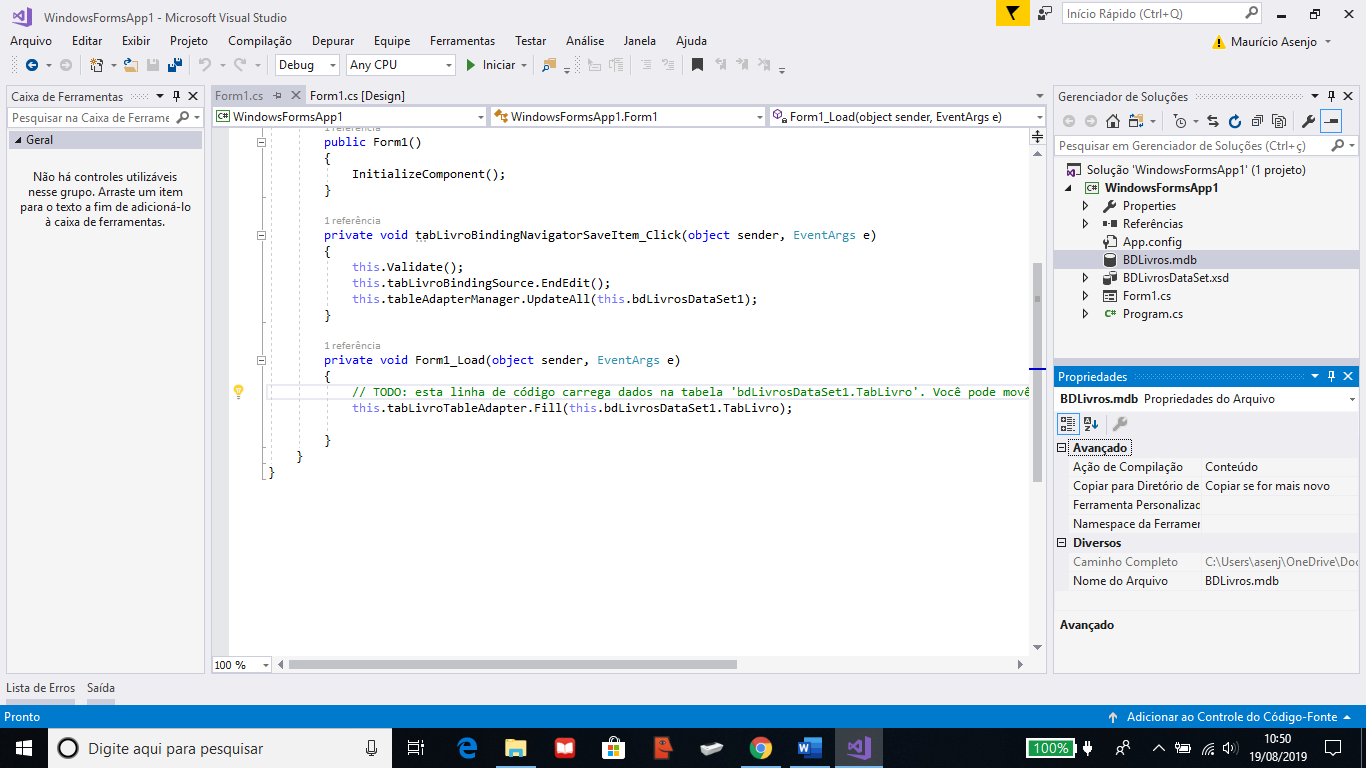 WindowsFormsApp1 - Microsoft Visual Studio
Início Rápido (Ctrl+Q)
Arquivo Editar Exibir Projeto Compilação Depurar Equipe Ferramentas Testar Análise Janela Ajuda
Maurício Asenjo
Debug Any CPU Iniciar
Caixa de Ferramentas
Pesquisar na Caixa de Ferrame
Geral
Não há controles utilizáveis
nesse grupo. Arraste um item
para o texto a fim de adicioná-lo
à caixa de ferramentas.
Form1.cs Form1.cs [Design]
WindowsFormsApp1 WindowsFormsApp1.Form1 Form1_Load(object sender, EventArgs e)
1 referência
public Form1()
{
InitializeComponent();
}
1 referência
private void tabLivroBindingNavigatorSaveItem_Click(object sender, EventArgs e)
{
this.Validate();
this.tabLivroBindingSource.EndEdit();
this.tableAdapterManager.UpdateAll(this.bdLivrosDataSet1);
}
1 referência
private void Form1_Load(object sender, EventArgs e)
{
// TODO: esta linha de código carrega dados na tabela 'bdLivrosDataSet1.TabLivro'. Você pode movê
this.tabLivroTableAdapter.Fill(this.bdLivrosDataSet1.TabLivro);
}
}
}
100 %
Gerenciador de Soluções
Pesquisar em Gerenciador de Soluções (Ctrl+ç)
Solução 'WindowsFormsApp1' (1 projeto)
C# WindowsFormsApp1
Properties
Referências
App.config
BDLivros.mdb
BDLivrosDataSet.xsd
Form1.cs
C# Program.cs
Propriedades
BDLivros.mdb Propriedades do Arquivo
Avançado
Ação de Compilação Conteúdo
Copiar para Diretório de Copiar se for mais novo
Ferramenta Personalizac
Namespace da Ferramer
Diversos
Caminho Completo C:\Users\asenj\OneDrive\Doc
Nome do Arquivo BDLivros.mdb
Avançado
Lista de Erros Saída
Pronto
Adicionar ao Controle do Código-Fonte
Digite aqui para pesquisar
100%
10:50
19/08/2019